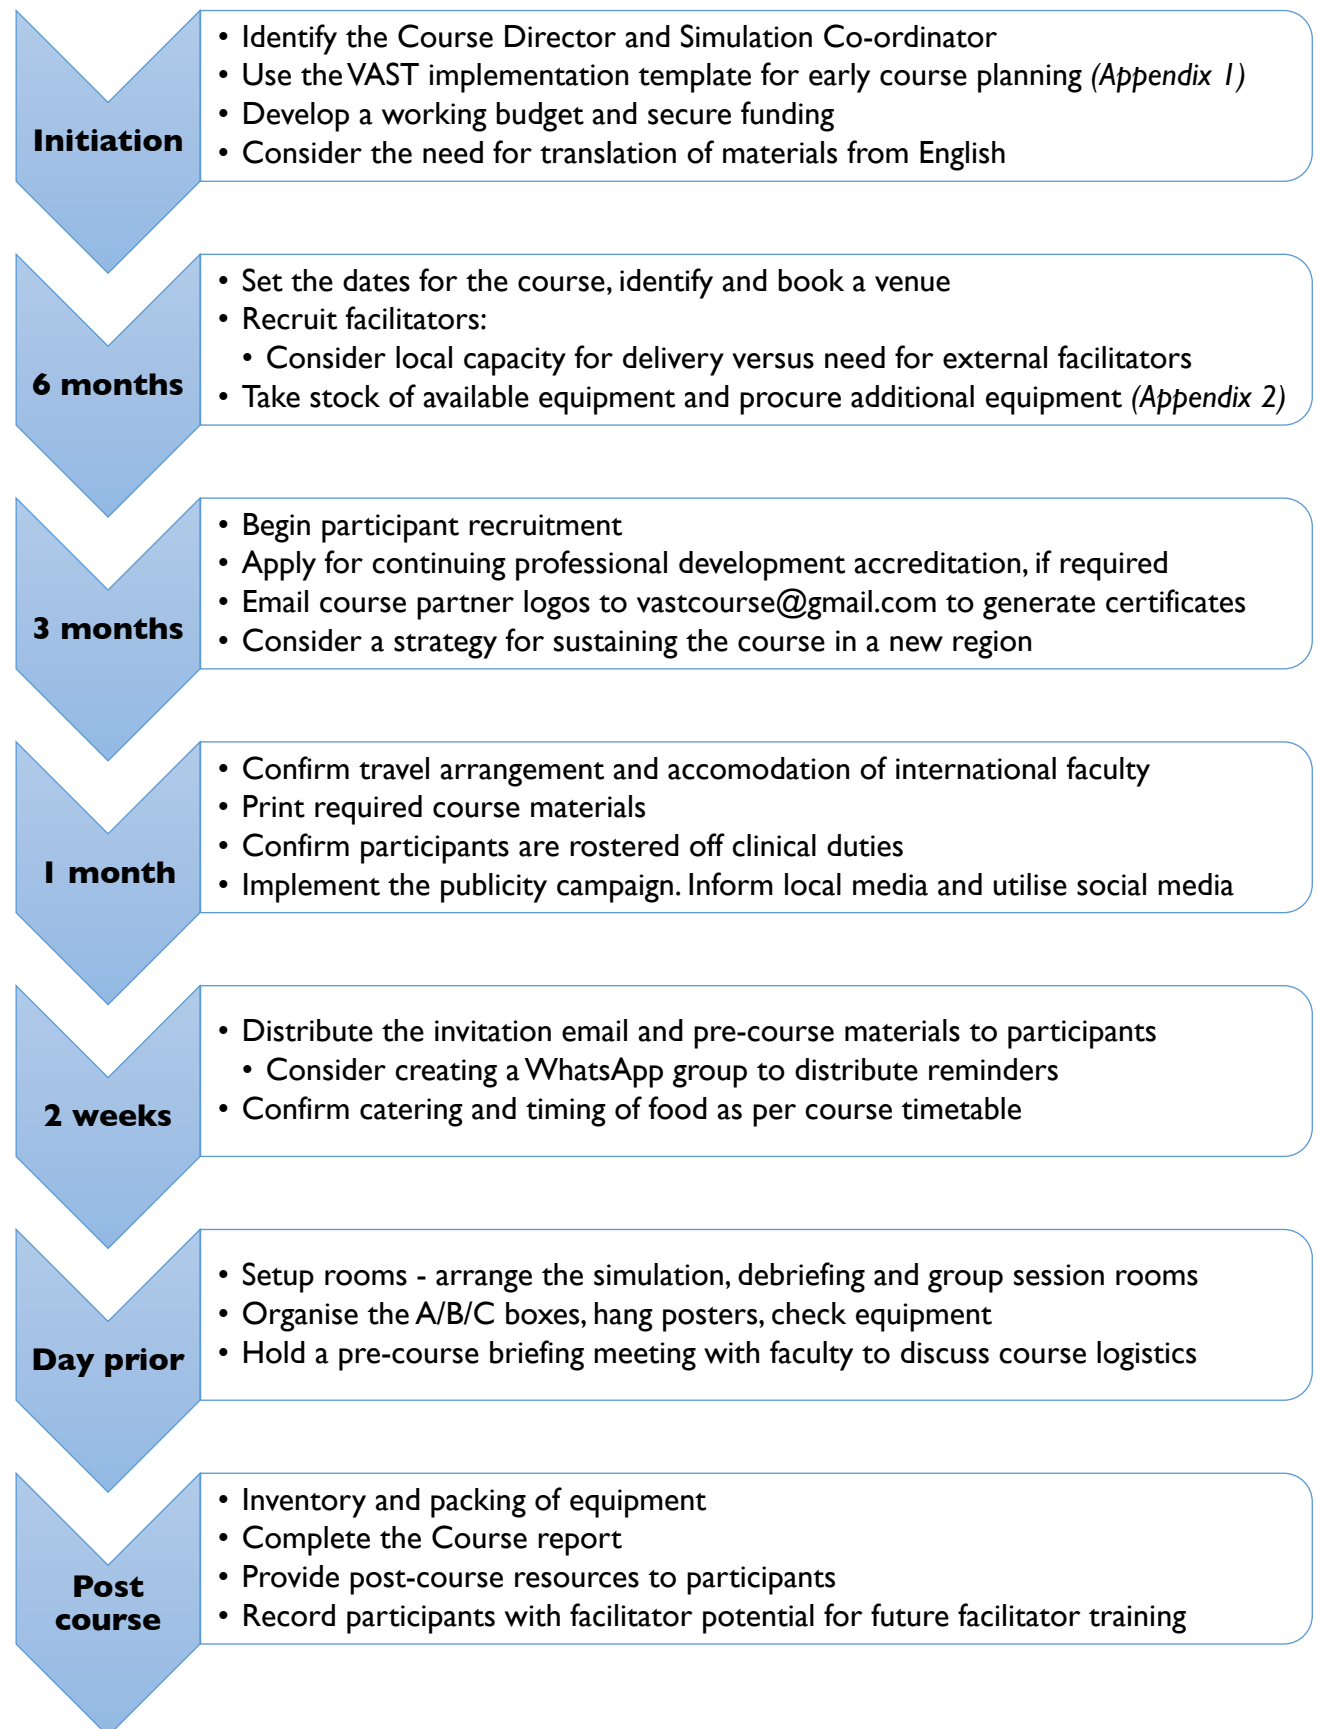 Initiation
• Identify the Course Director and Simulation Co-ordinator
• Use the VAST implementation template for early course planning (Appendix 1)
• Develop a working budget and secure funding
• Consider the need for translation of materials from English
6 months
• Set the dates for the course, identify and book a venue
• Recruit facilitators:
• Consider local capacity for delivery versus need for external facilitators
• Take stock of available equipment and procure additional equipment (Appendix 2)
3 months
• Begin participant recruitment
• Apply for continuing professional development accreditation, if required
• Email course partner logos to vastcourse@gmail.com to generate certificates
• Consider a strategy for sustaining the course in a new region
1 month
• Confirm travel arrangement and accomodation of international faculty
• Print required course materials
• Confirm participants are rostered off clinical duties
• Implement the publicity campaign. Inform local media and utilise social media
2 weeks
• Distribute the invitation email and pre-course materials to participants
• Consider creating a WhatsApp group to distribute reminders
• Confirm catering and timing of food as per course timetable
Day prior
• Setup rooms - arrange the simulation, debriefing and group session rooms
• Organise the A/B/C boxes, hang posters, check equipment
• Hold a pre-course briefing meeting with faculty to discuss course logistics
Post
course
• Inventory and packing of equipment
• Complete the Course report
• Provide post-course resources to participants
• Record participants with facilitator potential for future facilitator training